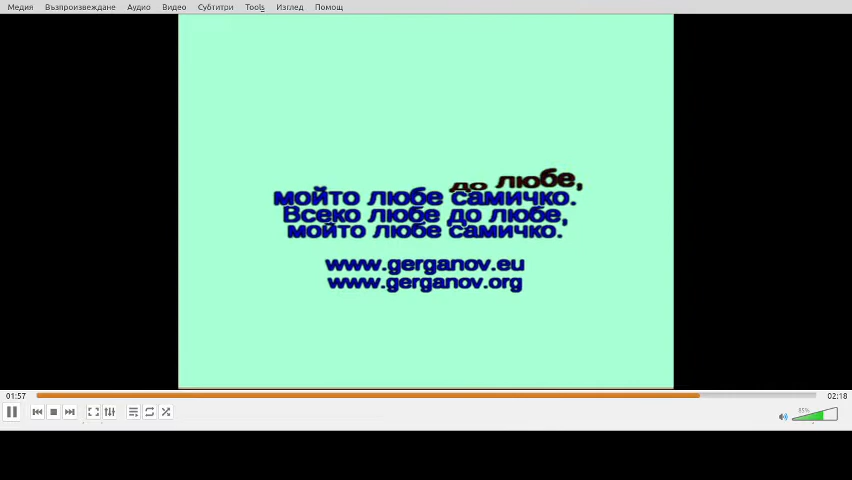 Медия Възпроизвеждане Аудио Видео Субтитри Tools Изглед Помощ
до любе,
мойто любе самичко.
Всеко любе до любе,
мойто любе самичко.
www.gerganov.eu
www.gerganov.org
01:57 02:18
85%